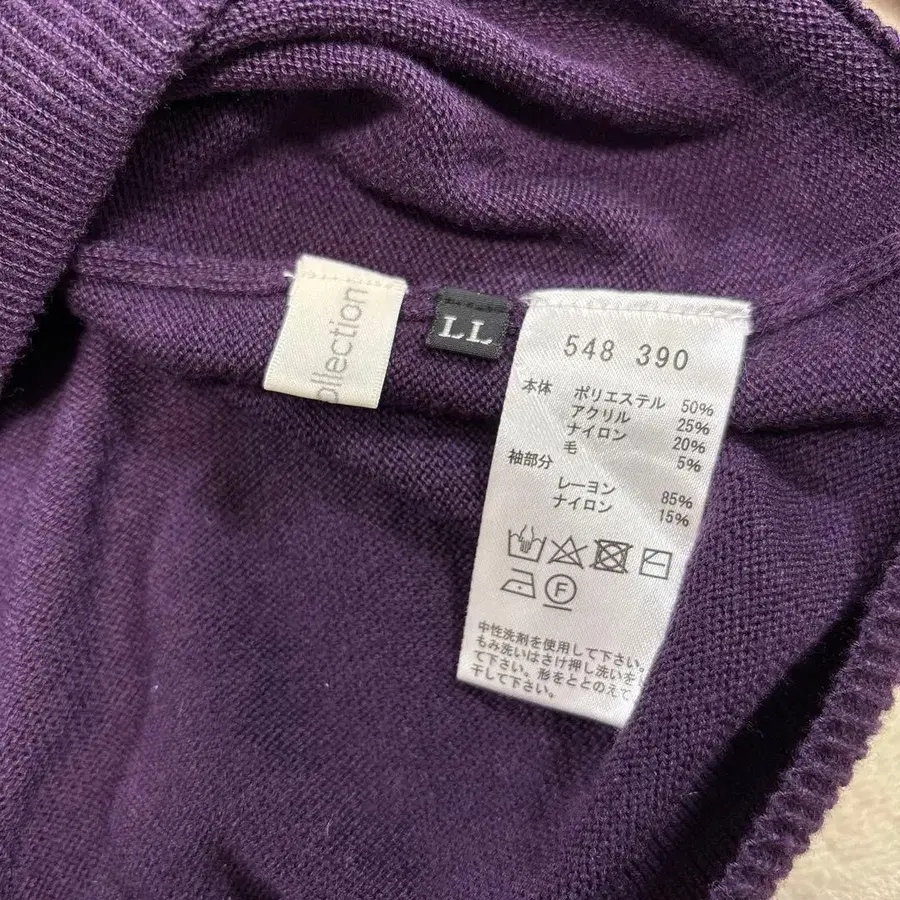 ollection
LL
548 390
本体 ポリエステル 50%
アクリル 25%
ナイロン 20%
毛 5%
袖部分
レーヨン 85%
ナイロン 15%
F
中性洗剤を使用して下さい。
もみ洗いはさけ押し洗いを
て下さい。形をととのえて
干して下さい。